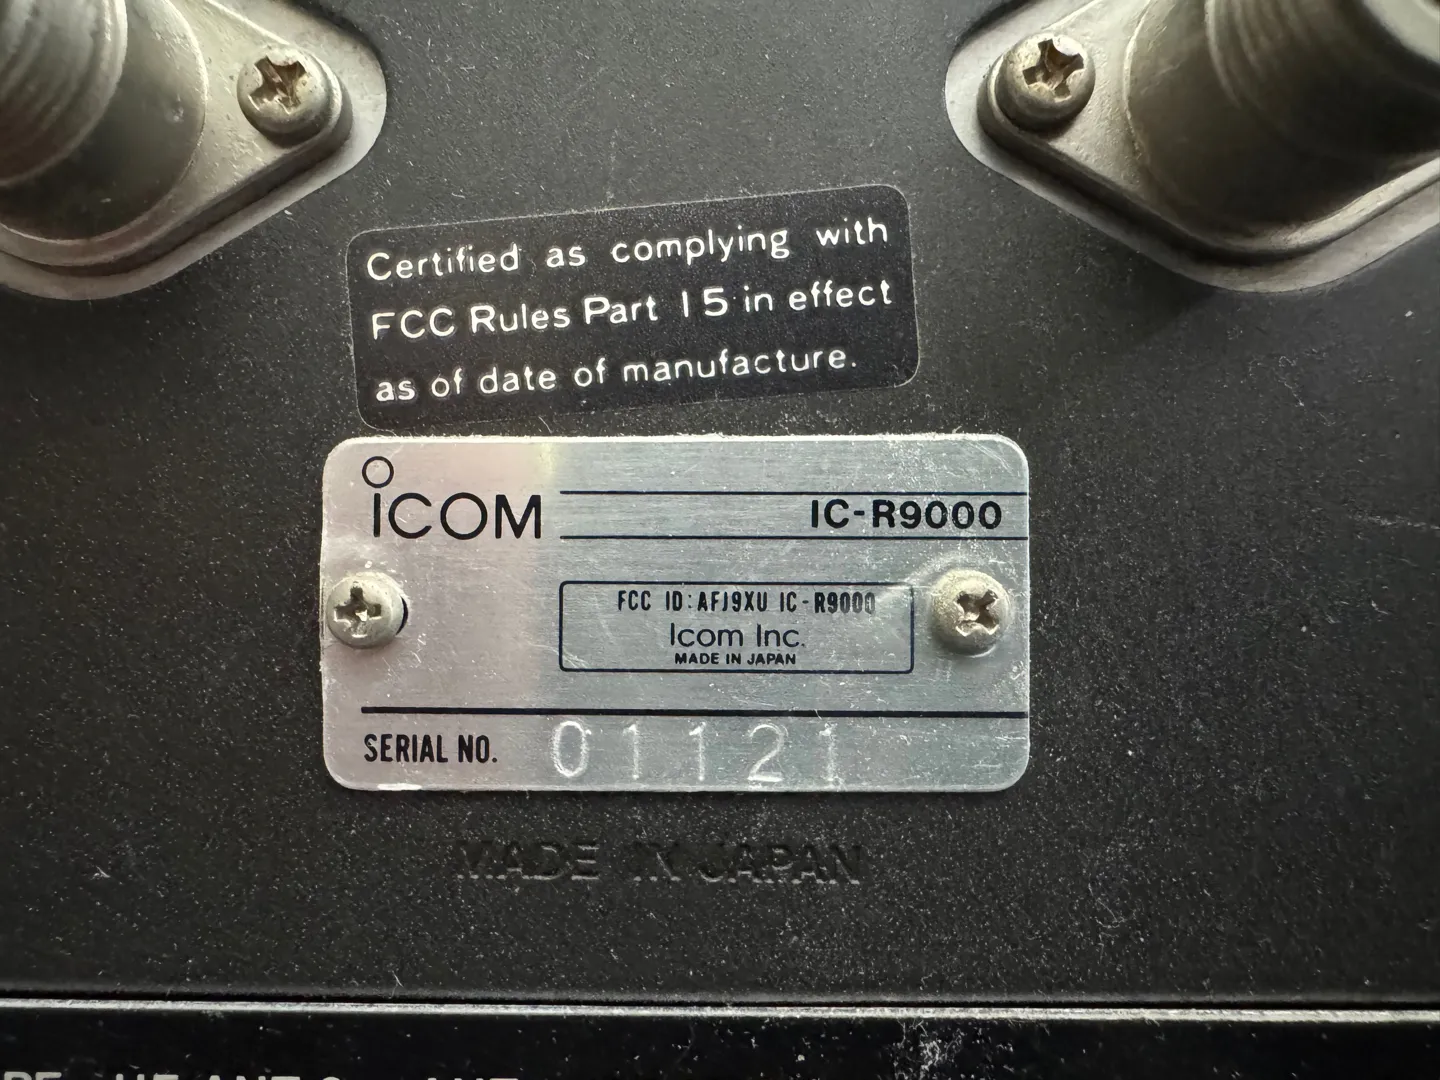 Certified as complying with
FCC Rules Part 15 in effect
as of date of manufacture.
ICOM
IC-R9000
FCC ID:AFJ9XU IC-R9000
Icom Inc.
MADE IN JAPAN
SERIAL NO. 01121
MADE IN JAPAN